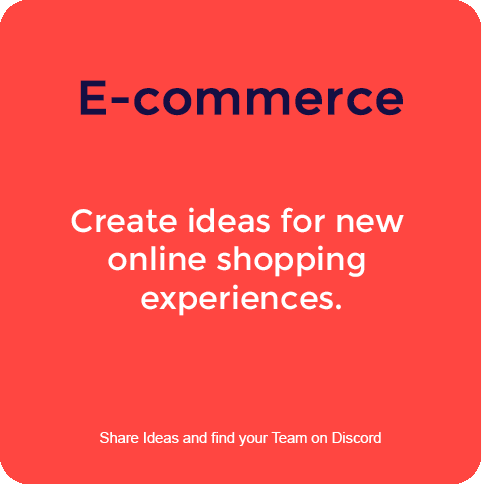 E-commerce
Create ideas for new
online shopping
experiences.
Share Ideas and find your Team on Discord